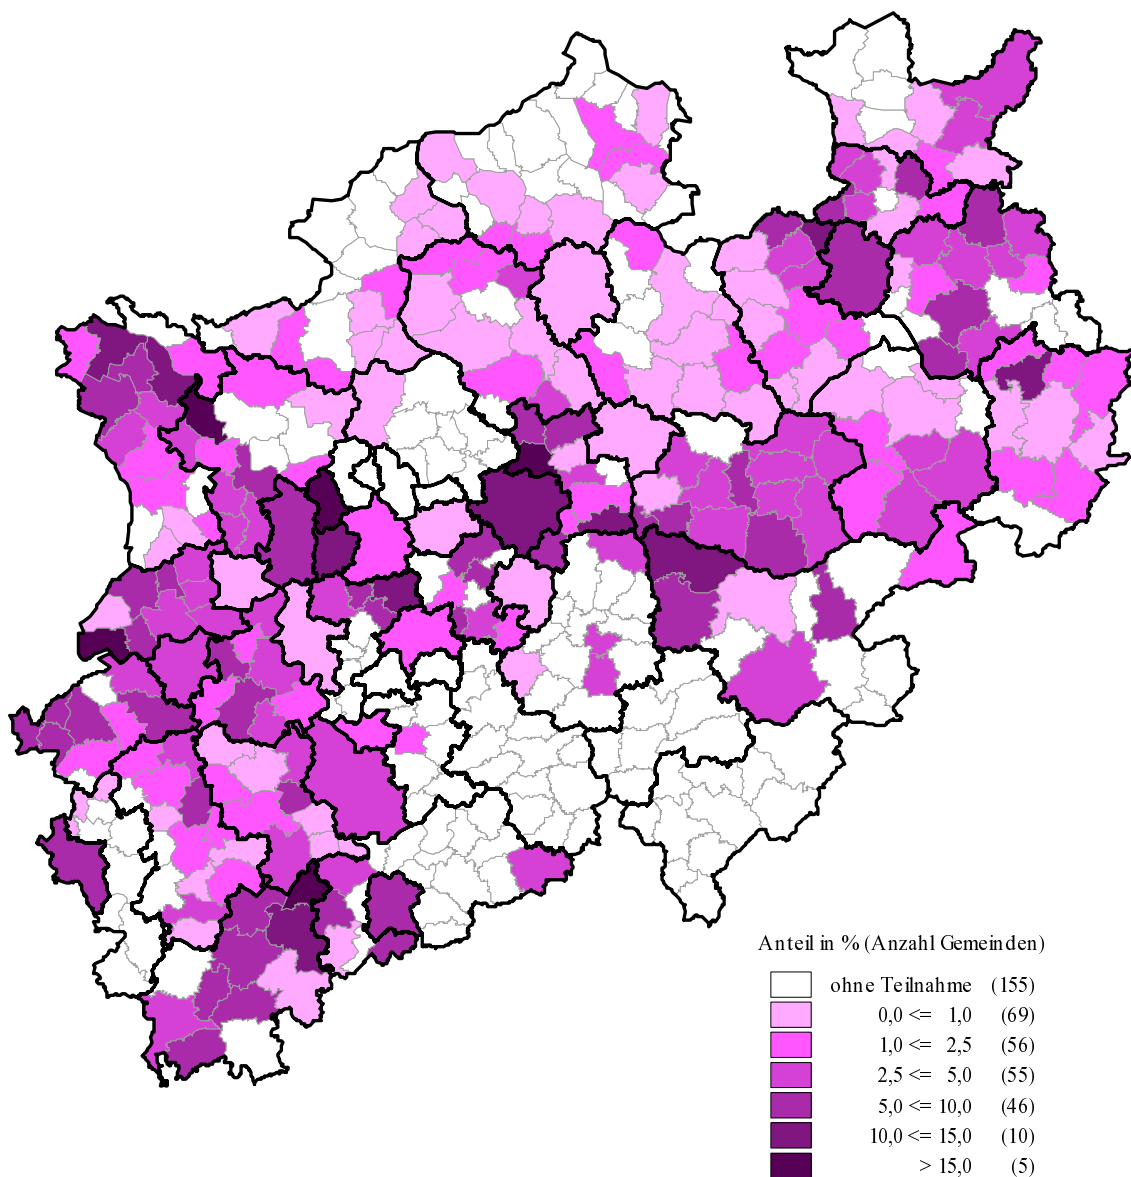 Anteil in % (Anzahl Gemeinden)
ohne Teilnahme (155)
0,0 <= 1,0 (69)
1,0 <= 2,5 (56)
2,5 <= 5,0 (55)
5,0 <= 10,0 (46)
10,0 <= 15,0 (10)
> 15,0 (5)